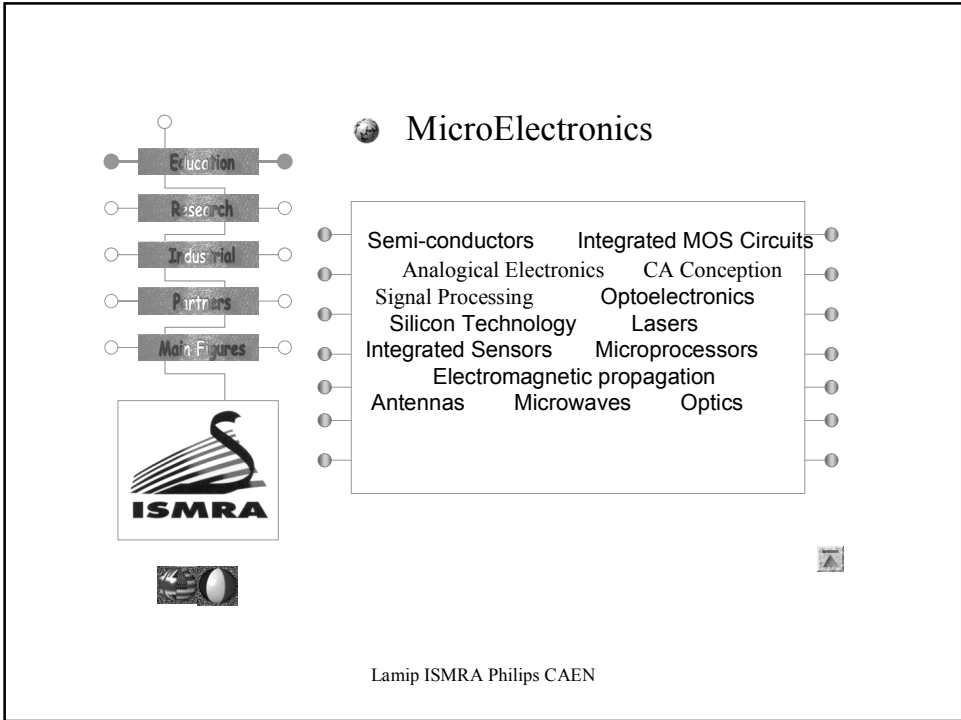 MicroElectronics
Education
Research
Industrial
Partners
Main Figures
ISMRA
Semi-conductors Integrated MOS Circuits
Analogical Electronics CA Conception
Signal Processing Optoelectronics
Silicon Technology Lasers
Integrated Sensors Microprocessors
Electromagnetic propagation
Antennas Microwaves Optics
Lamip ISMRA Philips CAEN